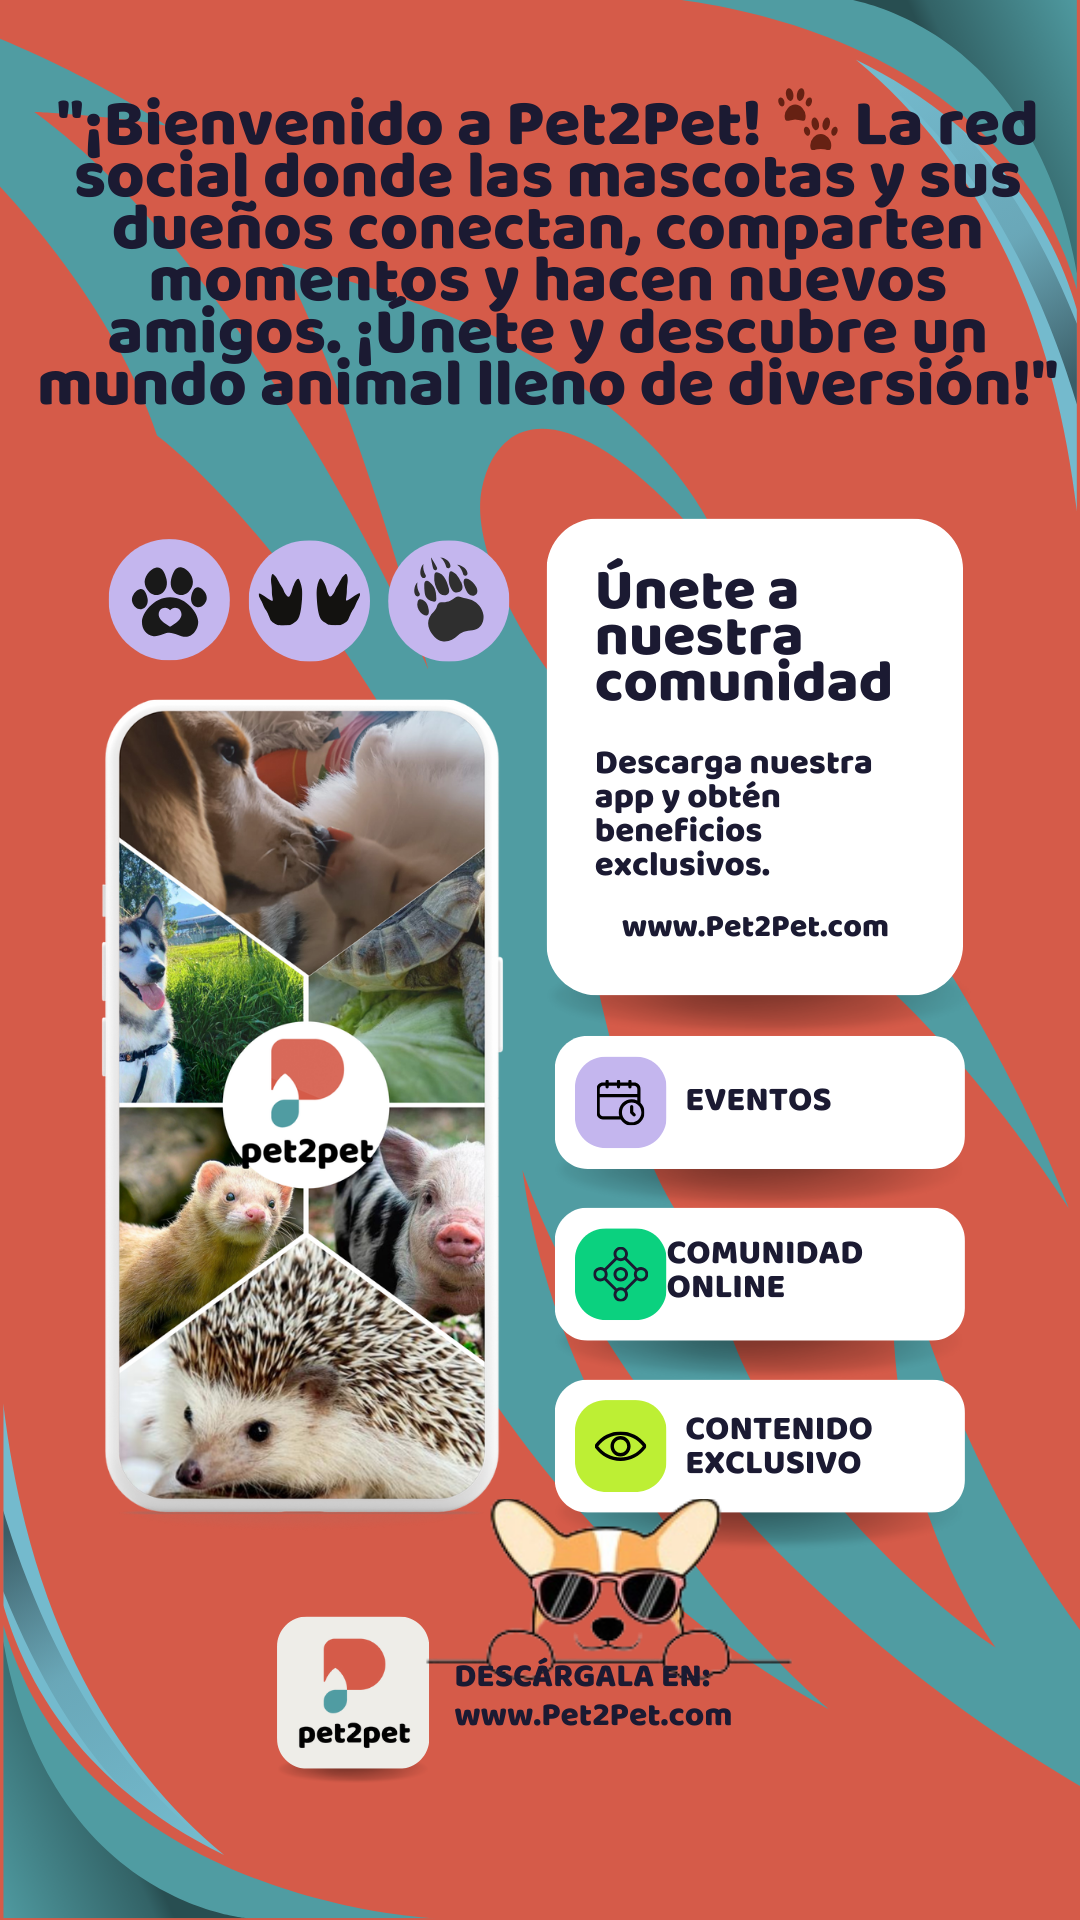 "¡Bienvenido a Pet2Pet! 🐾 La red
social donde las mascotas y sus
dueños conectan, comparten
momentos y hacen nuevos
amigos. ¡Únete y descubre un
mundo animal lleno de diversión!"
Únete a
nuestra
comunidad
Descarga nuestra
app y obtén
beneficios
exclusivos.
www.Pet2Pet.com
pet2pet
EVENTOS
COMUNIDAD
ONLINE
CONTENIDO
EXCLUSIVO
pet2pet
DESCÁRGALA EN:
www.Pet2Pet.com